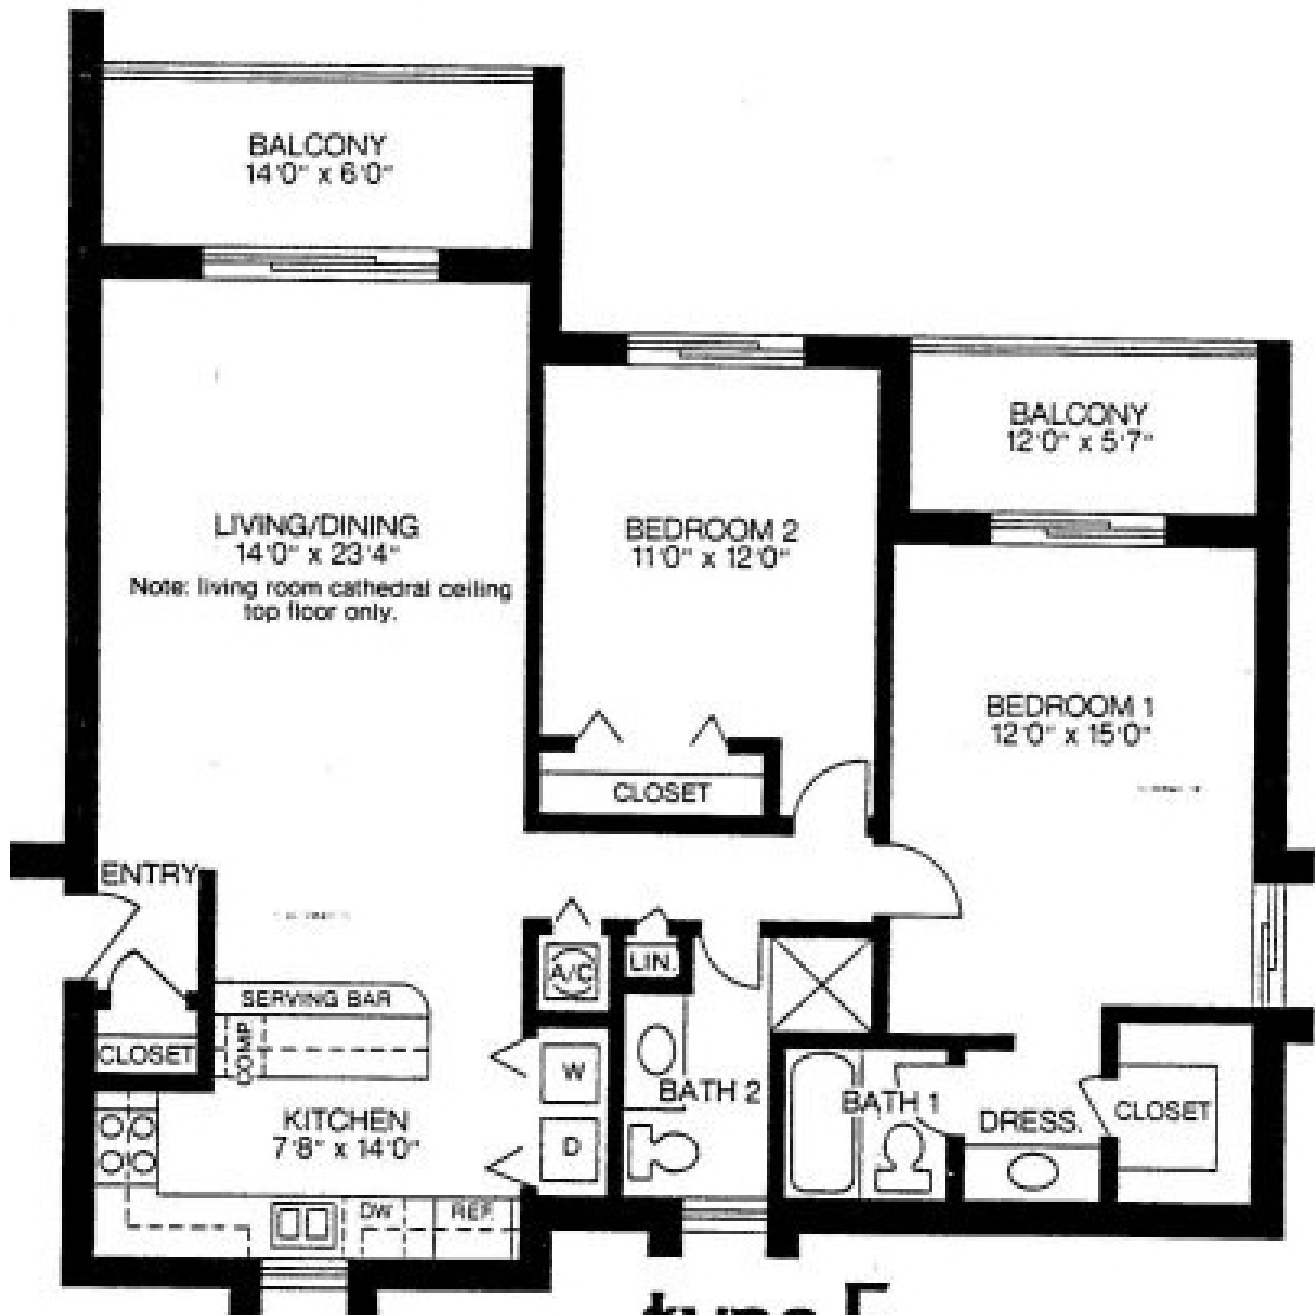 BALCONY
14'0" x 6'0"
BALCONY
12'0" x 5'7"
LIVING/DINING
14'0" x 23'4"
Note: living room cathedral ceiling
top floor only.
BEDROOM 2
11'0" x 12'0"
BEDROOM 1
12'0" x 15'0"
CLOSET
ENTRY
A/C
LIN.
SERVING BAR
COMP
CLOSET
W
BATH 2
BATH 1
DRESS.
CLOSET
KITCHEN
7'8" x 14'0"
D
DW
REF.